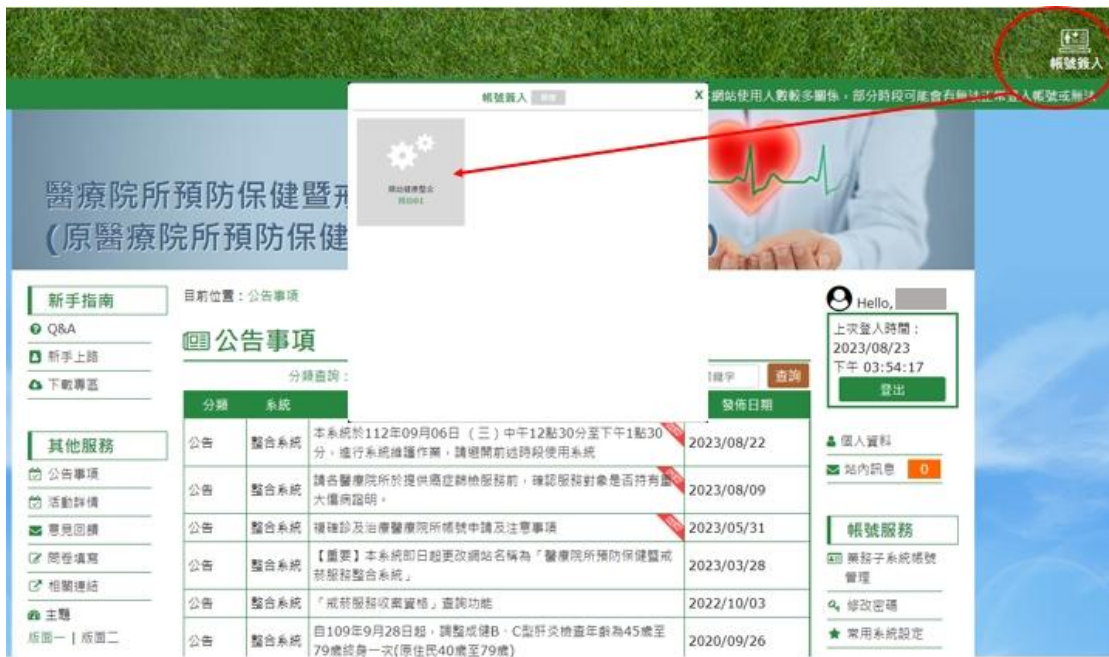 帳號簽入
帳號簽入
X
網站使用人數較多關係，部分時段可能會有無法
登入帳號或無法
婦幼健康整合
醫療院所預防保健暨戒
(原醫療院所預防保健
新手指南
Q&A
新手上路
下載專區
其他服務
公告事項
活動詳情
意見回饋
問卷填寫
相關連結
主題
版面一 | 版面二
目前位置：公告事項
公告事項
分類查詢：
關鍵字
查詢
分類 系統 發佈日期
公告 整合系統 本系統於112年09月06日（三）中午12點30分至下午1點30 2023/08/22
分，進行系統維護作業，請避開前述時段使用系統
公告 整合系統 請各醫療院所於提供癌症篩檢服務前，確認服務對象是否持有重 2023/08/09
大傷病證明。
公告 整合系統 複確診及治療醫療院所帳號申請及注意事項 2023/05/31
公告 整合系統 【重要】本系統即日起更改網站名稱為「醫療院所預防保健暨戒 2023/03/28
菸服務整合系統」
公告 整合系統 「戒菸服務收案資格」查詢功能 2022/10/03
公告 整合系統 自109年9月28日起，調整成健B、C型肝炎檢查年齡為45歲至 2020/09/26
79歲終身一次(原住民40歲至79歲)
Hello,
上次登入時間：
2023/08/23
下午 03:54:17
登出
個人資料
站內訊息 0
帳號服務
業務子系統帳號
管理
修改密碼
常用系統設定